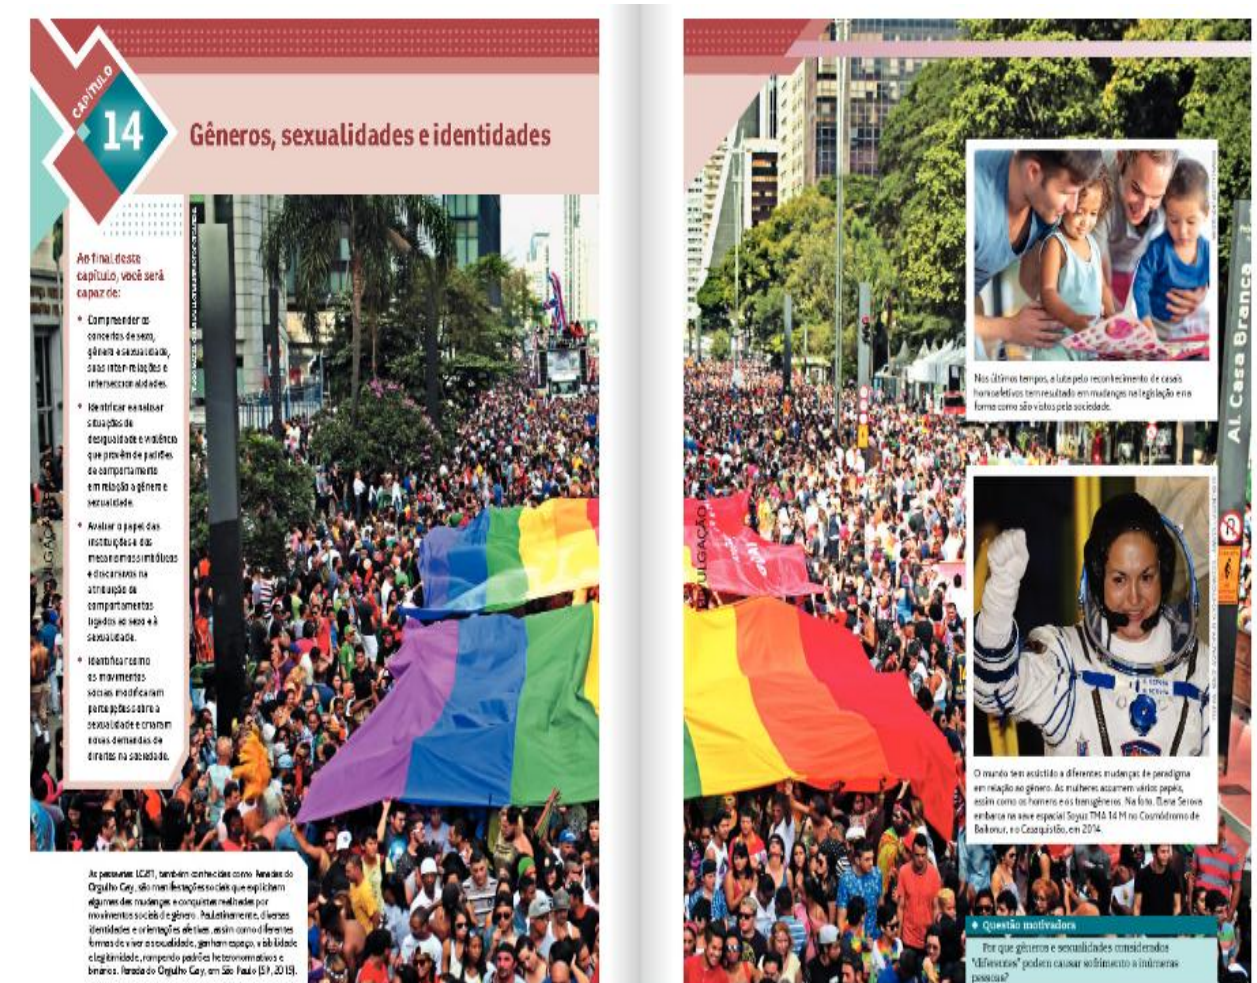 CAPÍTULO
14
Gêneros, sexualidades e identidades
Ao final deste
capítulo, você será
capaz de:
• Compreender os
conceitos de sexo,
gênero e sexualidade,
suas inter-relações e
interseccionalidades.
• Identificar e analisar
situações de
desigualdade e violência
que provêm de padrões
de comportamento
em relação a gênero e
sexualidade.
• Avaliar o papel das
instituições e dos
mecanismos simbólicos
e discursivos na
atribuição de
comportamentos
ligados ao sexo e à
sexualidade.
• Identificar como
os movimentos
sociais modificaram
percepções sobre a
sexualidade e criaram
novas demandas de
direitos na sociedade.
As passeatas LGBT, também conhecidas como Paradas do
Orgulho Gay, são manifestações sociais que explicitam
algumas das mudanças e conquistas realizadas por
movimentos sociais de gênero. Paulatinamente, diversas
identidades e orientações afetivas, assim como diferentes
formas de viver a sexualidade, ganham espaço, visibilidade
e legitimidade, rompendo padrões heteronormativos e
binários. Parada do Orgulho Gay, em São Paulo (SP, 2015).
Nos últimos tempos, a luta pelo reconhecimento de casais
homoafetivos tem resultado em mudanças na legislação e na
forma como são vistos pela sociedade.
Al. Casa Branca
O mundo tem assistido a diferentes mudanças de paradigma
em relação ao gênero. As mulheres assumem vários papéis,
assim como os homens e os transgêneros. Na foto, Elena Serova
embarca na nave espacial Soyuz TMA 14 M no Cosmódromo de
Baikonur, no Cazaquistão, em 2014.
Questão motivadora
Por que gêneros e sexualidades considerados
"diferentes" podem causar sofrimento a inúmeras
pessoas?